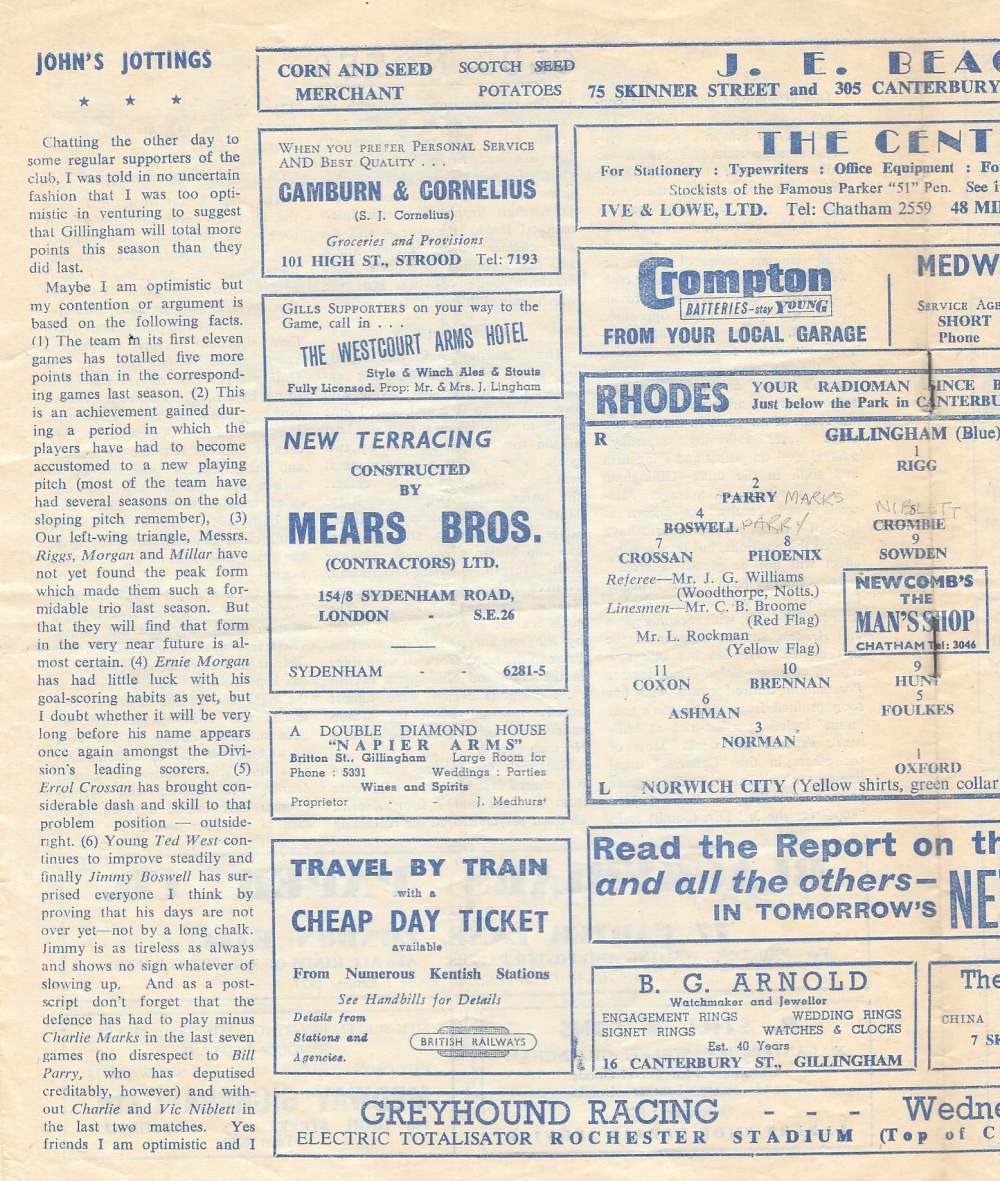 JOHN'S JOTTINGS
Chatting the other day to
some regular supporters of the
club, I was told in no uncertain
fashion that I was too opti-
mistic in venturing to suggest
that Gillingham will total more
points this season than they
did last.
Maybe I am optimistic but
my contention or argument is
based on the following facts.
(1) The team in its first eleven
games has totalled five more
points than in the correspond-
ing games last season. (2) This
is an achievement gained dur-
ing a period in which the
players have had to become
accustomed to a new playing
pitch (most of the team have
had several seasons on the old
sloping pitch remember), (3)
Our left-wing triangle, Messrs.
Riggs, Morgan and Millar have
not yet found the peak form
which made them such a for-
midable trio last season. But
that they will find that form
in the very near future is al-
most certain. (4) Ernie Morgan
has had little luck with his
goal-scoring habits as yet, but
I doubt whether it will be very
long before his name appears
once again amongst the Divi-
sion's leading scorers. (5)
Errol Crossan has brought con-
siderable dash and skill to that
problem position — outside-
right. (6) Young Ted West con-
tinues to improve steadily and
finally Jimmy Boswell has sur-
prised everyone I think by
proving that his days are not
over yet—not by a long chalk.
Jimmy is as tireless as always
and shows no sign whatever of
slowing up. And as a post-
script don't forget that the
defence has had to play minus
Charlie Marks in the last seven
games (no disrespect to Bill
Parry, who has deputised
creditably, however) and with-
out Charlie and Vic Niblett in
the last two matches. Yes
friends I am optimistic and I
CORN AND SEED
MERCHANT
SCOTCH SEED
POTATOES
J. E. BEA
75 SKINNER STREET and 305 CANTERBURY
WHEN YOU PREFER PERSONAL SERVICE
AND BEST QUALITY . . .
CAMBURN & CORNELIUS
(S. J. Cornelius)
Groceries and Provisions
101 HIGH ST., STROOD Tel: 7193
THE CENT
For Stationery : Typewriters : Office Equipment : Fo
Stockists of the Famous Parker "51" Pen. See i
IVE & LOWE, LTD. Tel: Chatham 2559 48 MI
GILLS SUPPORTERS on your way to the
Game, call in . . .
THE WESTCOURT ARMS HOTEL
Style & Winch Ales & Stouts
Fully Licensed. Prop: Mr. & Mrs. J. Lingham
Crompton
BATTERIES-stay YOUNG
FROM YOUR LOCAL GARAGE
MEDW
SERVICE AGE
SHORT
Phone
NEW TERRACING
CONSTRUCTED
BY
MEARS BROS.
(CONTRACTORS) LTD.
154/8 SYDENHAM ROAD,
LONDON - S.E.26
SYDENHAM - - 6281-5
RHODES
YOUR RADIOMAN SINCE B
Just below the Park in CANTERBU
R GILLINGHAM (Blue)
1
RIGG
2
PARRY MARKS
4 5
BOSWELL PARRY CROMBIE NIBLETT
7 8 9
CROSSAN PHOENIX SOWDEN
Referee—Mr. J. G. Williams
(Woodthorpe, Notts.)
Linesmen—Mr. C. B. Broome
(Red Flag)
Mr. L. Rockman
(Yellow Flag)
NEWCOMB'S
THE
MAN'S SHOP
CHATHAM Tel: 3046
11 10 9
COXON BRENNAN HUNT
6 5
ASHMAN FOULKES
3
NORMAN
1
OXFORD
L NORWICH CITY (Yellow shirts, green collar
A DOUBLE DIAMOND HOUSE
"NAPIER ARMS"
Britton St., Gillingham Large Room for
Phone : 5331 Weddings : Parties
Wines and Spirits
Proprietor - - J. Medhurst
TRAVEL BY TRAIN
with a
CHEAP DAY TICKET
available
From Numerous Kentish Stations
See Handbills for Details
Details from
Stations and
Agencies.
BRITISH RAILWAYS
Read the Report on th
and all the others—
IN TOMORROW'S NE
B. G. ARNOLD
Watchmaker and Jeweller
ENGAGEMENT RINGS WEDDING RINGS
SIGNET RINGS WATCHES & CLOCKS
Est. 40 Years
16 CANTERBURY ST., GILLINGHAM
The
CHINA
7 S
GREYHOUND RACING - - - Wedne
ELECTRIC TOTALISATOR ROCHESTER STADIUM (Top of C